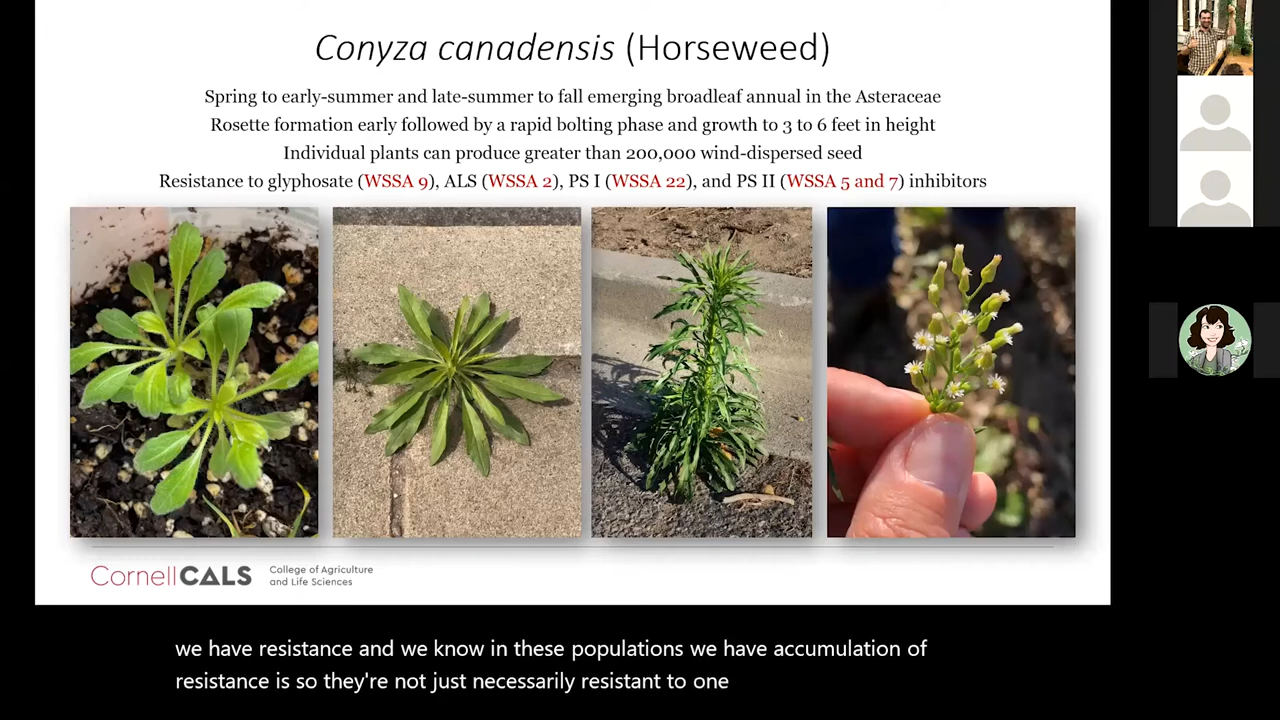 Conyza canadensis (Horseweed)
Spring to early-summer and late-summer to fall emerging broadleaf annual in the Asteraceae
Rosette formation early followed by a rapid bolting phase and growth to 3 to 6 feet in height
Individual plants can produce greater than 200,000 wind-dispersed seed
Resistance to glyphosate (WSSA 9), ALS (WSSA 2), PS I (WSSA 22), and PS II (WSSA 5 and 7) inhibitors
CornellCALS
College of Agriculture
and Life Sciences
we have resistance and we know in these populations we have accumulation of
resistance is so they're not just necessarily resistant to one